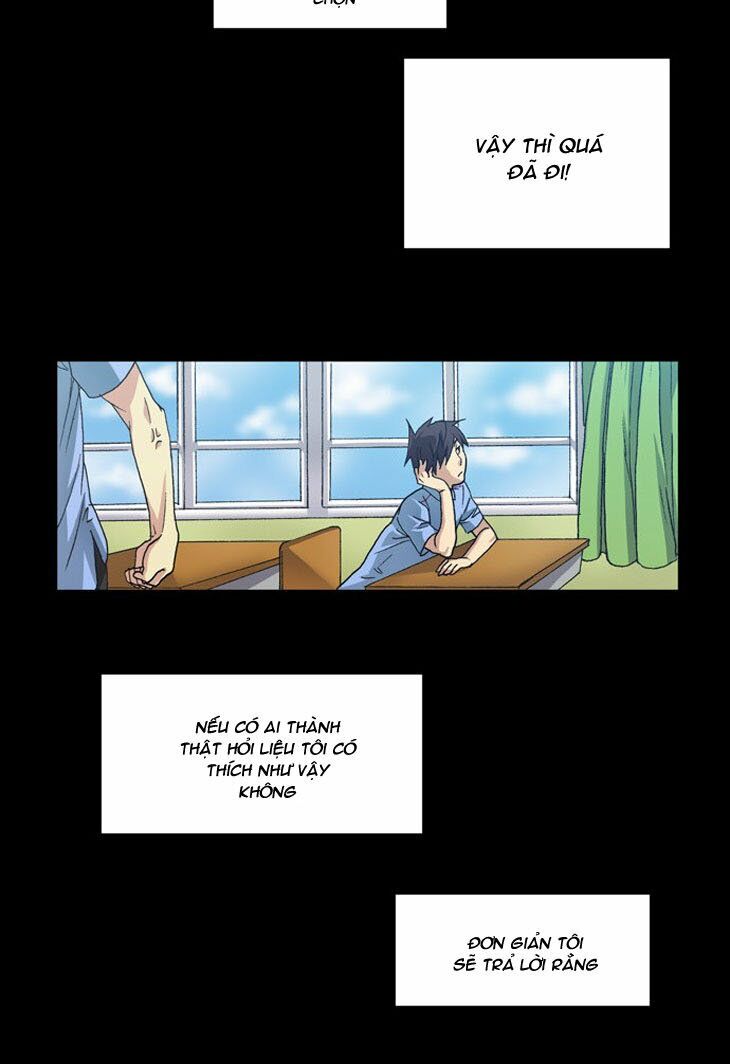 CHỌN
VẬY THÌ QUÁ
ĐÃ ĐI!
NẾU CÓ AI THÀNH
THẬT HỎI LIỆU TÔI CÓ
THÍCH NHƯ VẬY
KHÔNG
ĐƠN GIẢN TÔI
SẼ TRẢ LỜI RẰNG